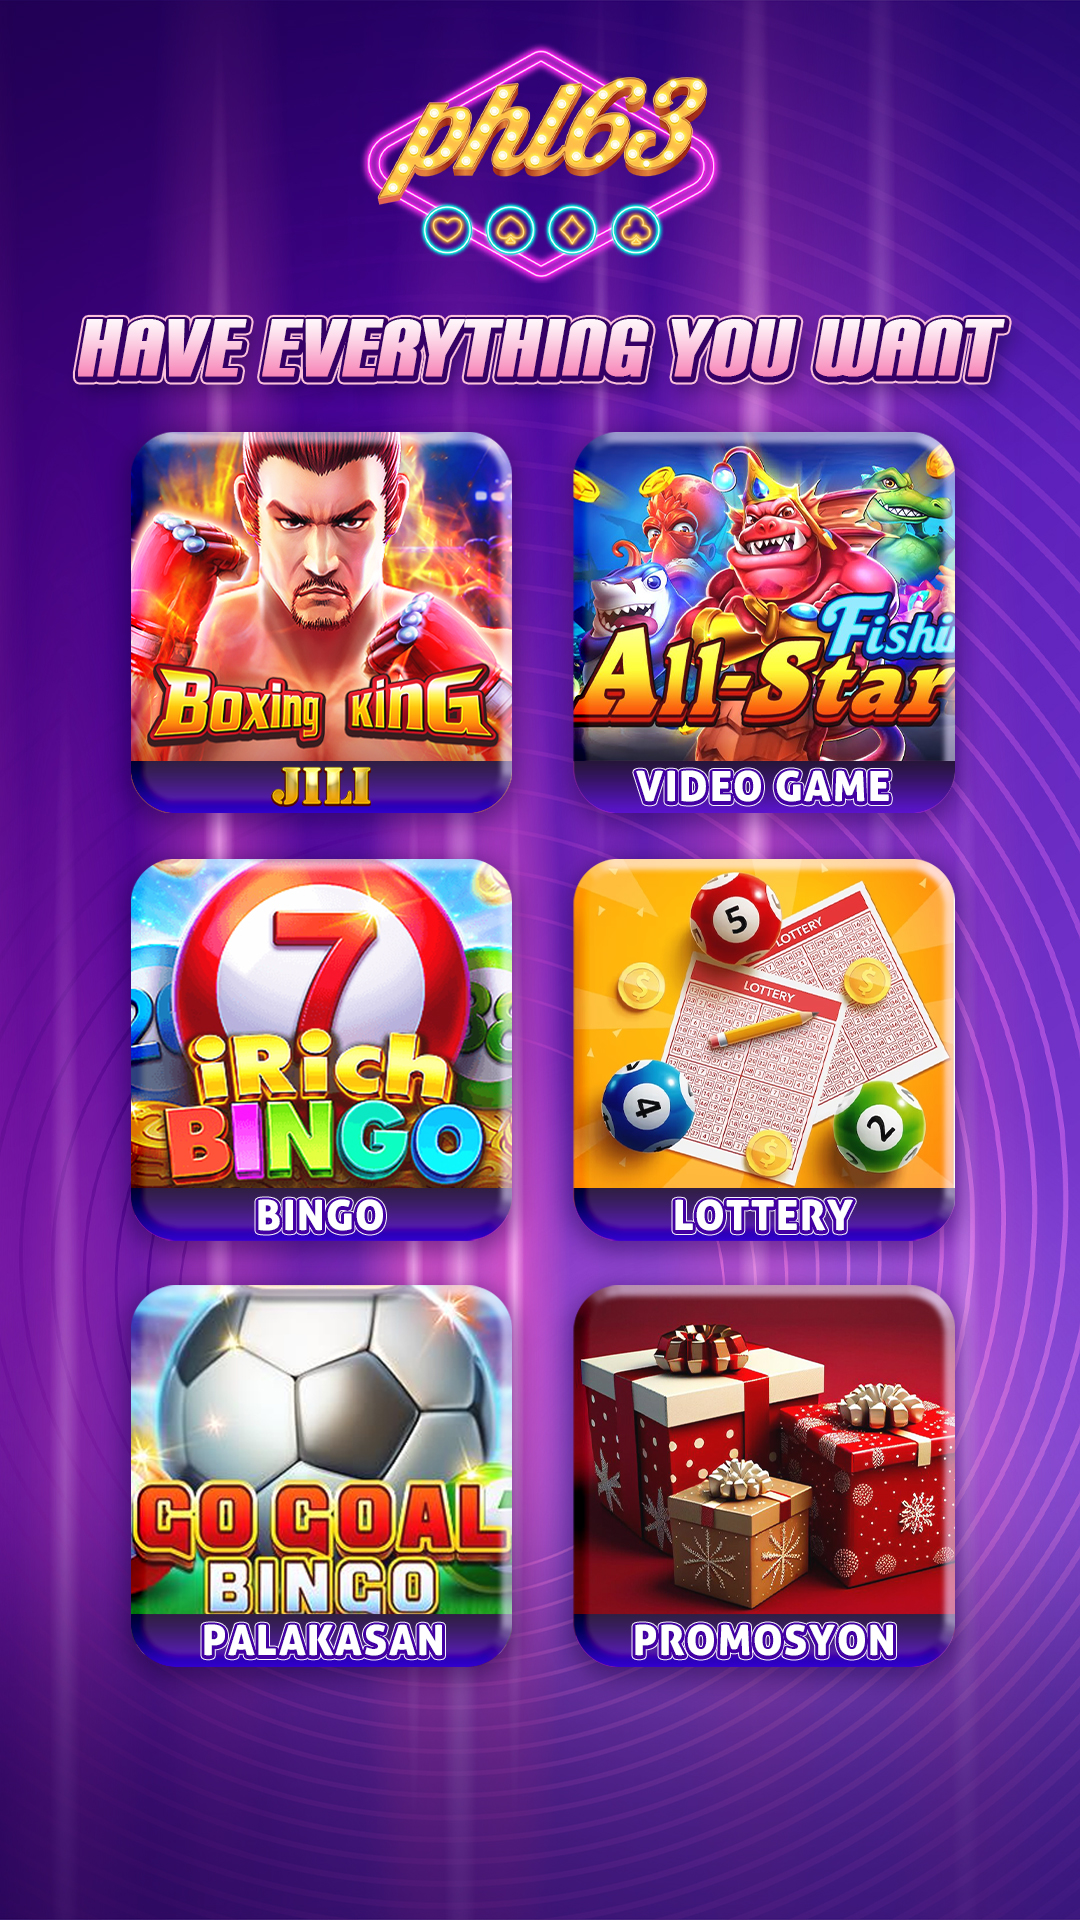 phl63
HAVE EVERYTHING YOU WANT
BOXING KING
JILI
Fishi
All-Star
VIDEO GAME
7
iRich
BINGO
BINGO
5
LOTTERY
LOTTERY
4
2
LOTTERY
GO GOAL
BINGO
PALAKASAN
PROMOSYON